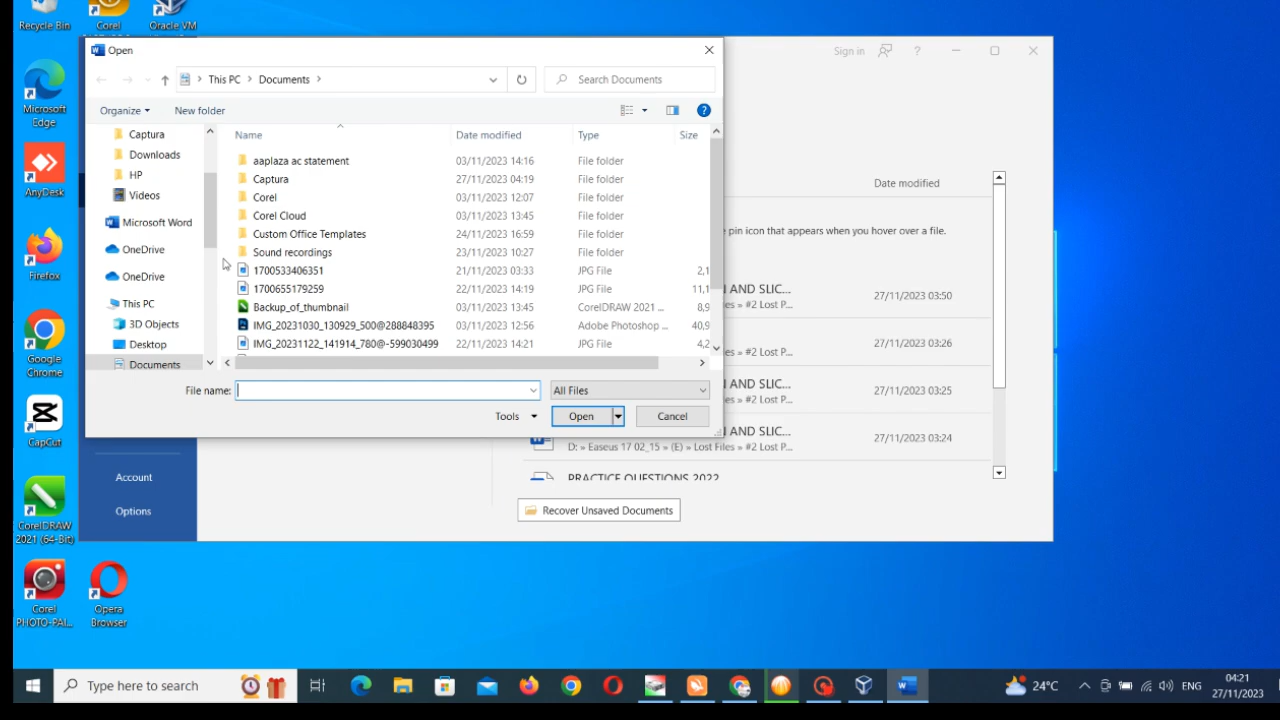 Recycle Bin
Corel
Oracle VM
Open
Sign in
?
This PC > Documents >
Search Documents
Microsoft
Edge
Organize
New folder
?
Captura
Name
Date modified
Type
Size
Downloads
aaplaza ac statement
03/11/2023 14:16
File folder
HP
Captura
27/11/2023 04:19
File folder
Date modified
AnyDesk
Videos
Corel
03/11/2023 12:07
File folder
Corel Cloud
03/11/2023 13:45
File folder
Microsoft Word
Custom Office Templates
24/11/2023 16:59
File folder
e pin icon that appears when you hover over a file.
OneDrive
Sound recordings
23/11/2023 10:27
File folder
Firefox
OneDrive
1700533406351
21/11/2023 03:33
JPG File
2,1
1700655179259
22/11/2023 14:19
JPG File
11,1
N AND SLIC...
27/11/2023 03:50
es » #2 Lost P...
This PC
Backup_of_thumbnail
03/11/2023 13:45
CorelDRAW 2021 ...
8,9
3D Objects
IMG_20231030_130929_500@288848395
03/11/2023 12:56
Adobe Photoshop ...
40,9
Desktop
IMG_20231122_141914_780@-599030499
22/11/2023 14:21
JPG File
4,2
27/11/2023 03:26
es » #2 Lost P...
Google
Chrome
Documents
File name:
All Files
N AND SLIC...
27/11/2023 03:25
es » #2 Lost P...
Tools
Open
Cancel
CapCut
N AND SLIC...
27/11/2023 03:24
D: » Easeus 17 02_15 » (E) » Lost Files » #2 Lost P...
Account
PRACTICE QUESTIONS 2022
Options
Recover Unsaved Documents
CorelDRAW
2021 (64-Bit)
Corel
PHOTO-PAI...
Opera
Browser
Type here to search
24°C
ENG
04:21
27/11/2023